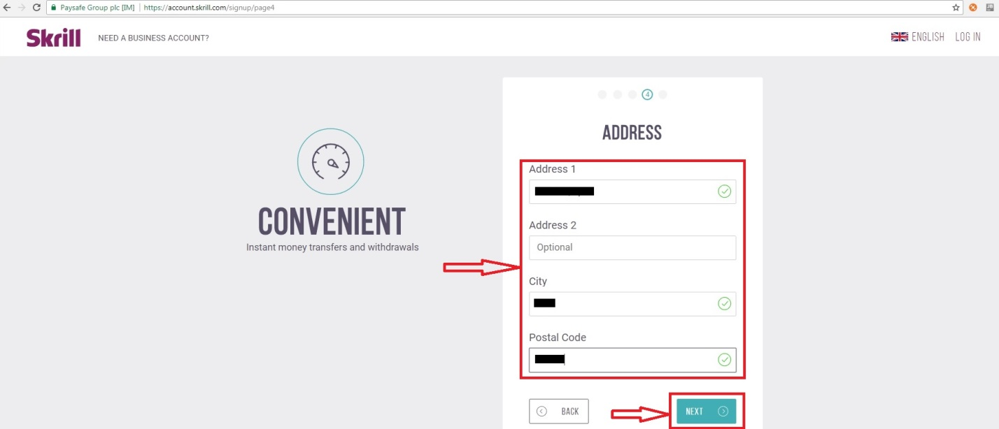 Paysafe Group plc [IM] | https://account.skrill.com/signup/page4
Skrill
NEED A BUSINESS ACCOUNT?
ENGLISH
LOG IN
CONVENIENT
Instant money transfers and withdrawals
4
ADDRESS
Address 1
Address 2
Optional
City
Postal Code
BACK
NEXT